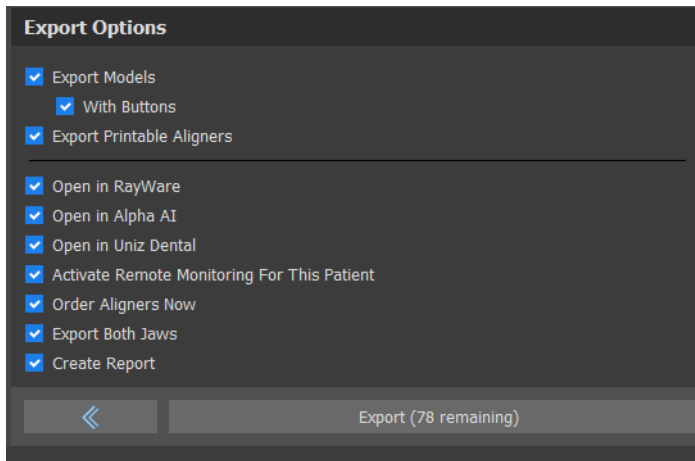 Export Options
Export Models
With Buttons
Export Printable Aligners
Open in RayWare
Open in Alpha AI
Open in Uniz Dental
Activate Remote Monitoring For This Patient
Order Aligners Now
Export Both Jaws
Create Report
Export (78 remaining)